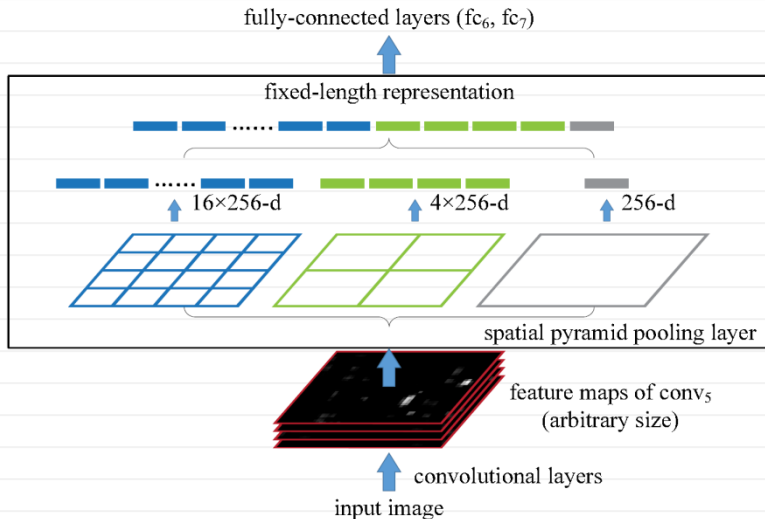 fully-connected layers (fc₆, fc₇)
fixed-length representation
......
......
16×256-d
4×256-d
256-d
spatial pyramid pooling layer
feature maps of conv₅
(arbitrary size)
convolutional layers
input image